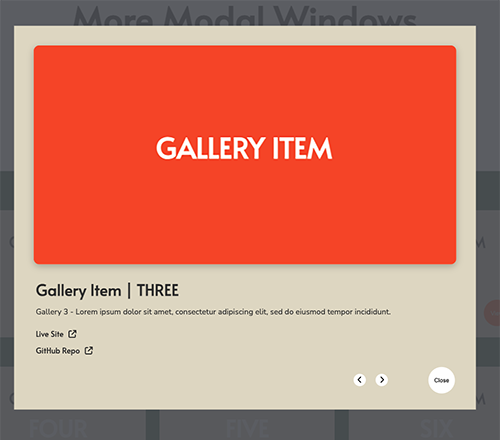 More Modal Windows
GALLERY ITEM
Gallery Item | THREE
Gallery 3 - Lorem ipsum dolor sit amet, consectetur adipiscing elit, sed do eiusmod tempor incididunt.
Live Site
GitHub Repo
Close
FOUR
FIVE
SIX